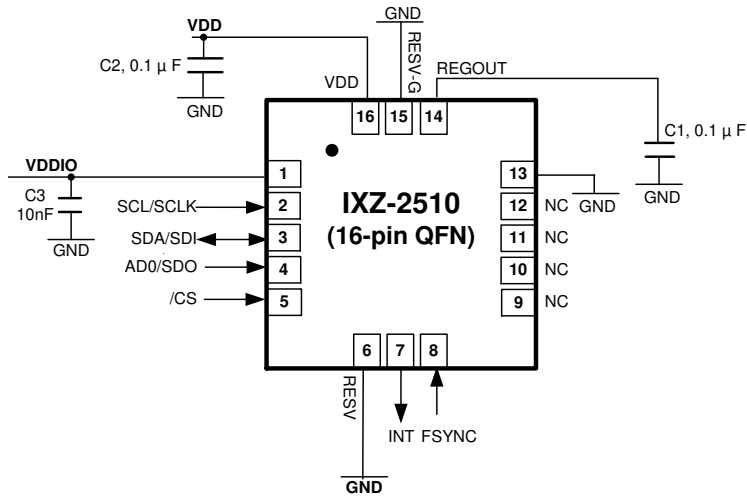 GND
VDD
C2, 0.1 µ F
GND
VDD
RESV-G
REGOUT
C1, 0.1 µ F
GND
16
15
14
VDDIO
C3
10nF
GND
SCL/SCLK
SDA/SDI
AD0/SDO
/CS
1
2
3
4
5
IXZ-2510
(16-pin QFN)
13
12
11
10
9
GND
NC
NC
NC
NC
6
7
8
RESV
INT
FSYNC
GND